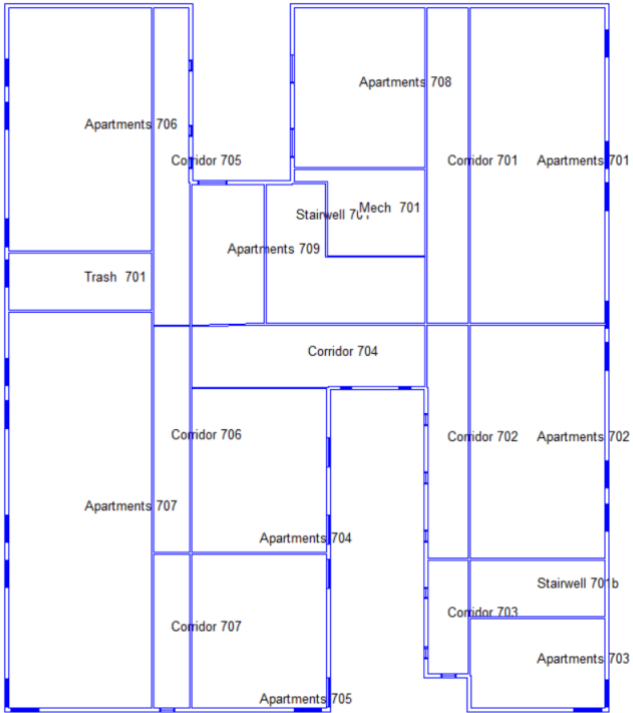 Apartments 708
Apartments 706
Corridor 705
Corridor 701
Apartments 701
Mech 701
Stairwell 701
Apartments 709
Trash 701
Corridor 704
Corridor 706
Corridor 702
Apartments 702
Apartments 707
Apartments 704
Stairwell 701b
Corridor 703
Corridor 707
Apartments 703
Apartments 705